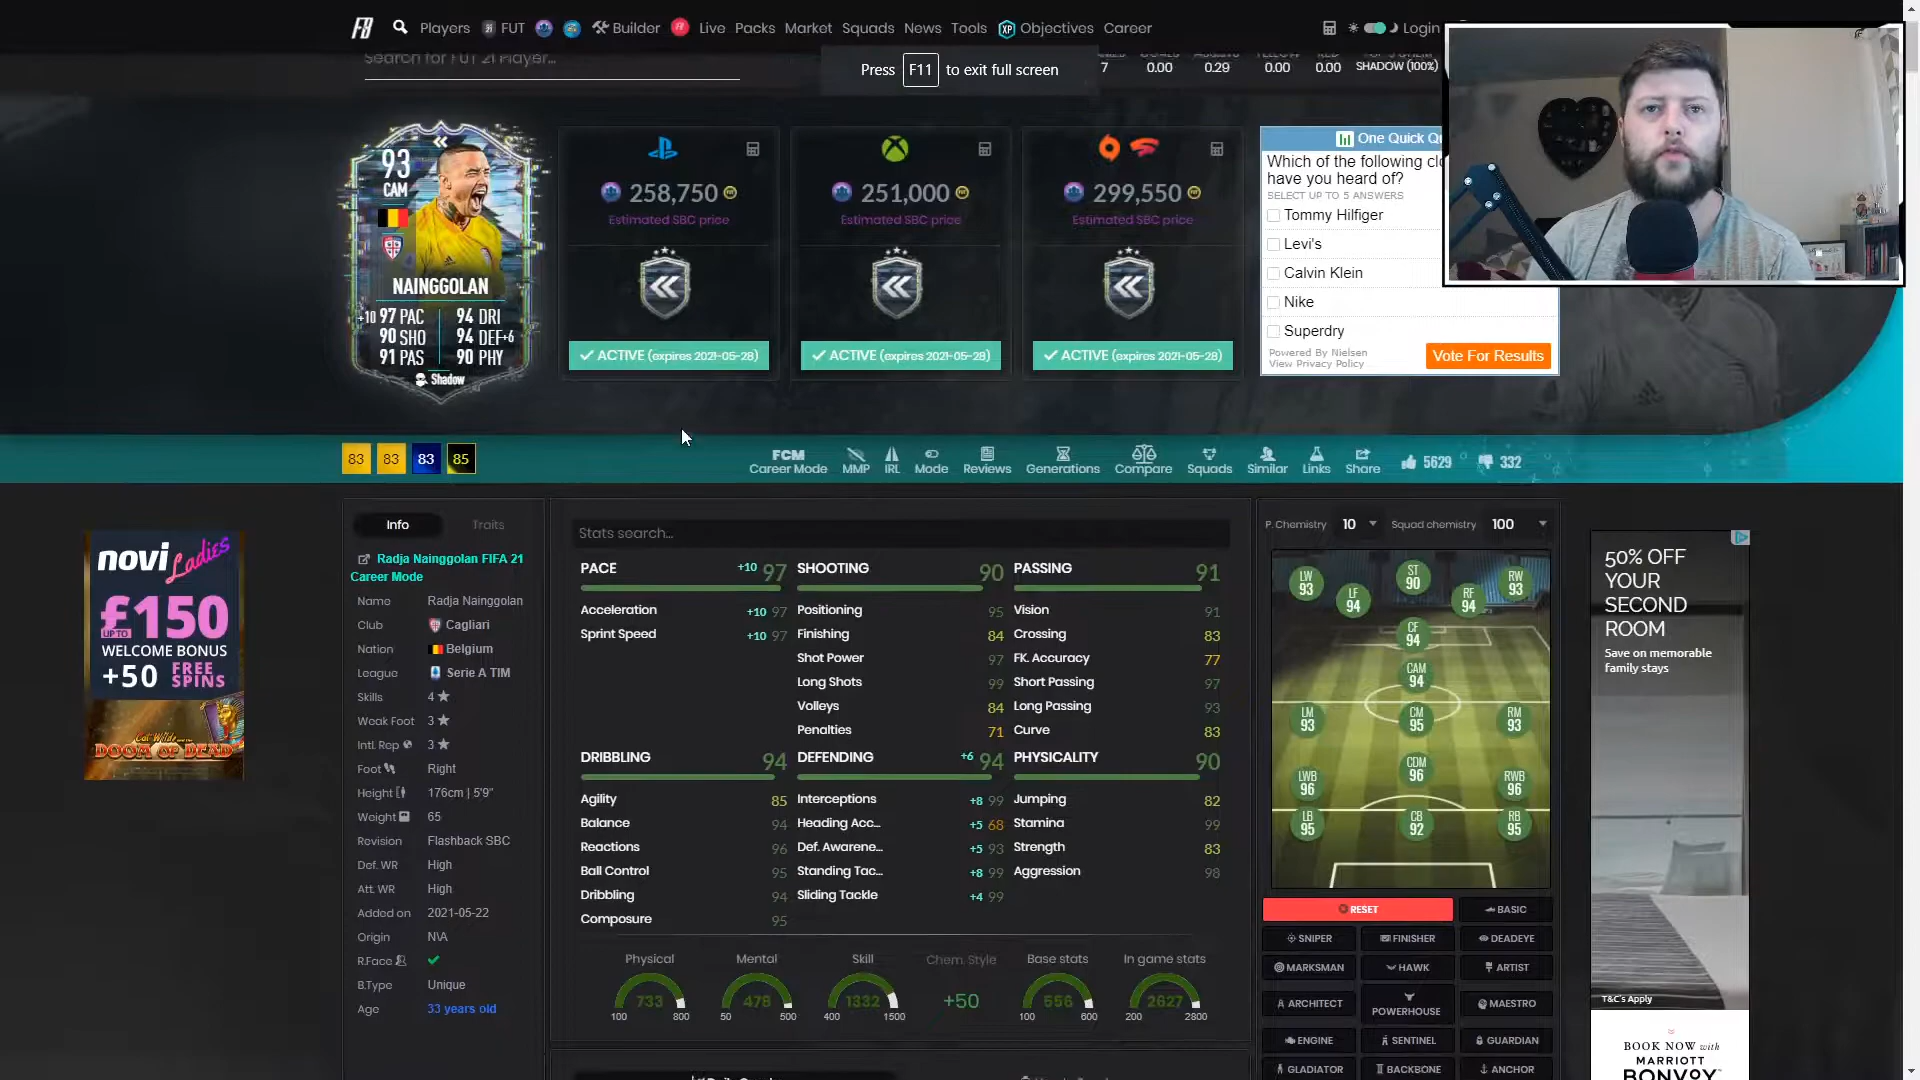 Players FUT Builder Live Packs Market Squads News Tools XP Objectives Career Login
Search for FUT 21 Player...
Press F11 to exit full screen
7 0.00 0.29 0.00 0.00 SHADOW (100%)
93
CAM
NAINGGOLAN
+10 97 PAC 94 DRI
90 SHO 94 DEF+6
91 PAS 90 PHY
Shadow
258,750
Estimated SBC price
ACTIVE (expires 2021-05-28)
251,000
Estimated SBC price
ACTIVE (expires 2021-05-28)
299,550
Estimated SBC price
ACTIVE (expires 2021-05-28)
One Quick Qu
Which of the following clo
have you heard of?
SELECT UP TO 5 ANSWERS
Tommy Hilfiger
Levi's
Calvin Klein
Nike
Superdry
Powered By Nielsen
View Privacy Policy
Vote For Results
83 83 83 85
FCM
Career Mode MMP IRL Mode Reviews Generations Compare Squads Similar Links Share 5629 332
novi Ladies
UP TO £150
WELCOME BONUS
+50 FREE SPINS
Cat Wilde and the
DOOM OF DEAD
Info Traits
Radja Nainggolan FIFA 21
Career Mode
Name Radja Nainggolan
Club Cagliari
Nation Belgium
League Serie A TIM
Skills 4
Weak Foot 3
Intl. Rep 3
Foot Right
Height 176cm | 5'9"
Weight 65
Revision Flashback SBC
Def. WR High
Att. WR High
Added on 2021-05-22
Origin N\A
R.Face
B.Type Unique
Age 33 years old
Stats search...
PACE +10 97
Acceleration +10 97
Sprint Speed +10 97
SHOOTING 90
Positioning 95
Finishing 84
Shot Power 97
Long Shots 99
Volleys 84
Penalties 71
PASSING 91
Vision 91
Crossing 83
FK. Accuracy 77
Short Passing 97
Long Passing 93
Curve 83
DRIBBLING 94
Agility 85
Balance 94
Reactions 96
Ball Control 95
Dribbling 94
Composure 95
DEFENDING +6 94
Interceptions +8 99
Heading Acc... +5 68
Def. Awarene... +5 93
Standing Tac... +8 99
Sliding Tackle +4 99
PHYSICALITY 90
Jumping 82
Stamina 99
Strength 83
Aggression 98
Physical Mental Skill Chem. Style Base stats In game stats
733 478 1332 +50 556 2627
100 800 50 500 400 1500 100 600 200 2800
P. Chemistry 10 Squad chemistry 100
LW 93 LF 94 ST 90 RF 94 RW 93
CF 94
CAM 94
LM 93 CM 95 RM 93
LWB 96 CDM 96 RWB 96
LB 95 CB 92 RB 95
RESET BASIC
SNIPER FINISHER DEADEYE
MARKSMAN HAWK ARTIST
ARCHITECT POWERHOUSE MAESTRO
ENGINE SENTINEL GUARDIAN
GLADIATOR BACKBONE ANCHOR
50% OFF
YOUR
SECOND
ROOM
Save on memorable
family stays
T&C's Apply
BOOK NOW with
MARRIOTT
BONVOY